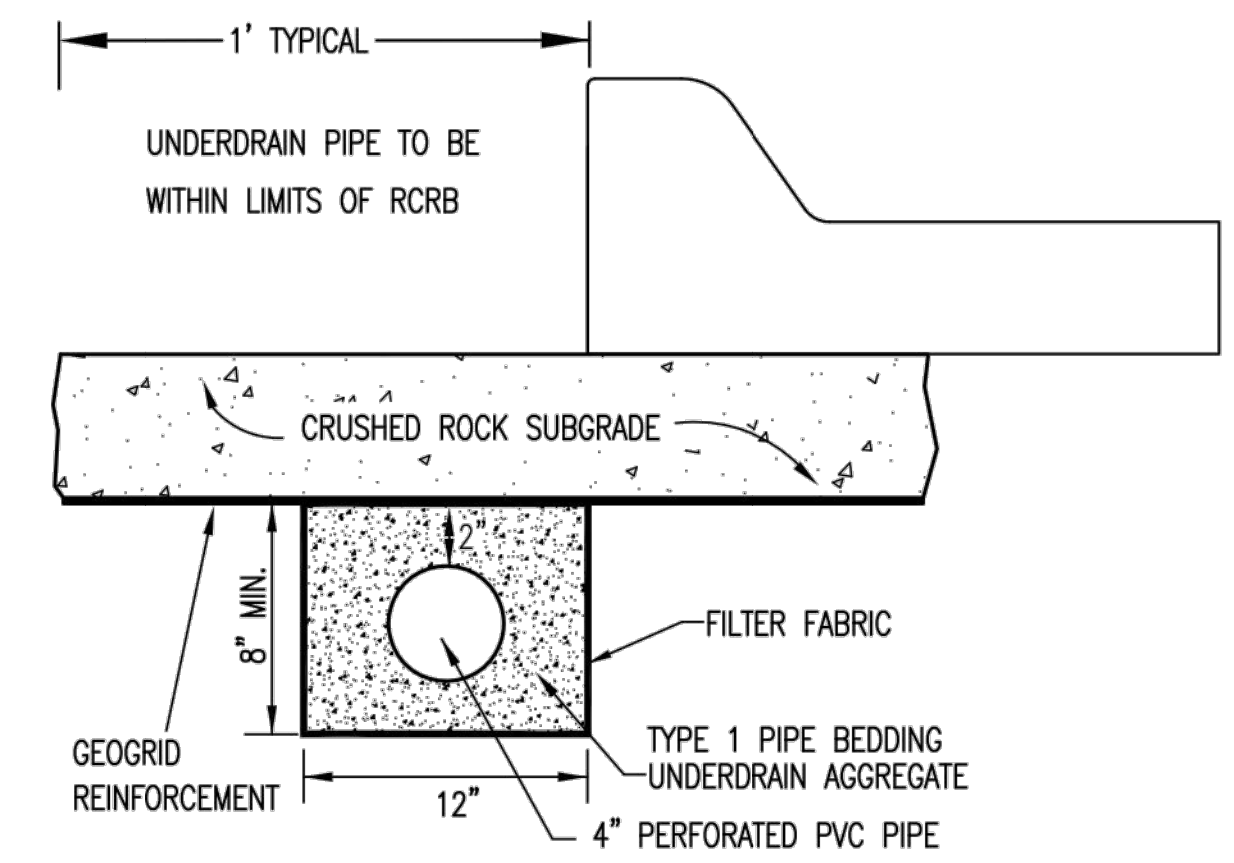 1' TYPICAL
UNDERDRAIN PIPE TO BE
WITHIN LIMITS OF RCRB
CRUSHED ROCK SUBGRADE
2"
8" MIN.
FILTER FABRIC
GEOGRID
REINFORCEMENT
TYPE 1 PIPE BEDDING
UNDERDRAIN AGGREGATE
12"
4" PERFORATED PVC PIPE